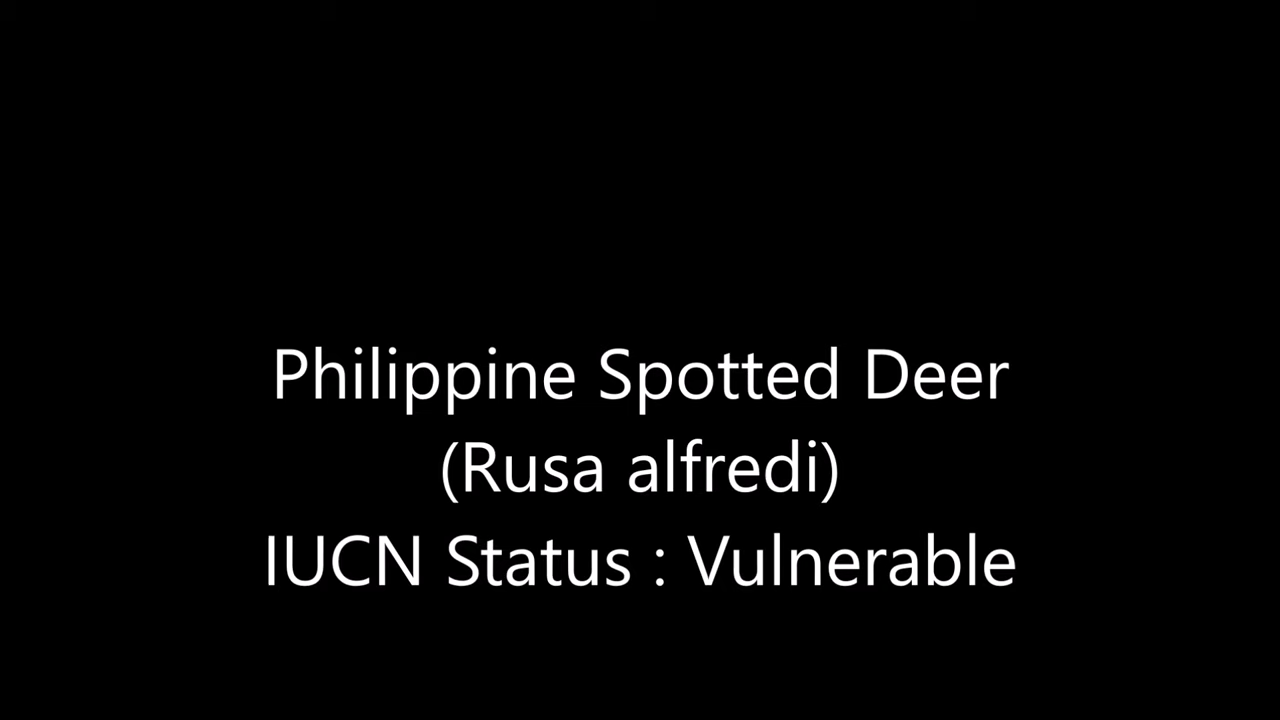 Philippine Spotted Deer
(Rusa alfredi)
IUCN Status : Vulnerable